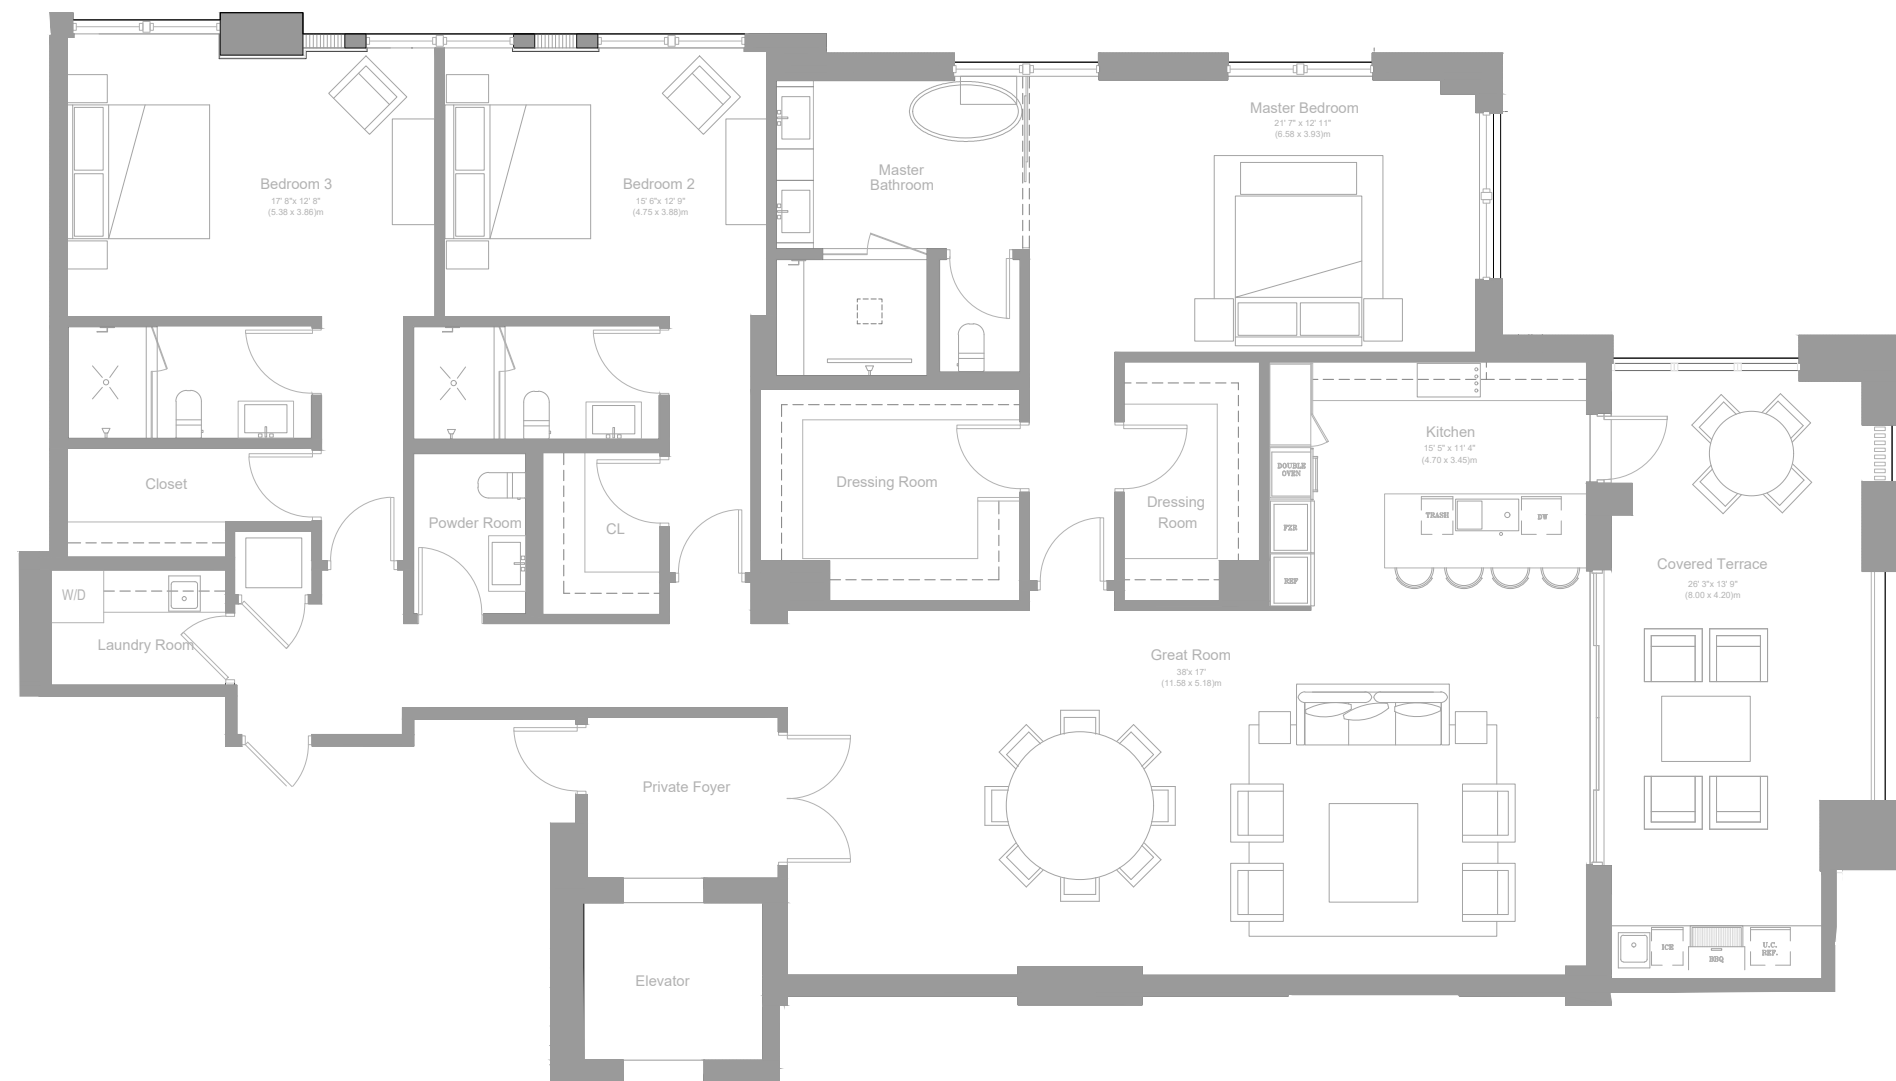 Master Bedroom
21' 7" x 12' 11"
(6.58 x 3.93)m
Master
Bathroom
Bedroom 3
17' 8"x 12' 8"
(5.38 x 3.86)m
Bedroom 2
15' 6"x 12' 9"
(4.75 x 3.88)m
Kitchen
15' 5" x 11' 4"
(4.70 x 3.45)m
DOUBLE
OVEN
Closet
Dressing Room
Dressing
Room
Powder Room
CL
FZR
TRASH
DW
REF
Covered Terrace
26' 3"x 13' 9"
(8.00 x 4.20)m
W/D
Laundry Room
Great Room
38'x 17'
(11.58 x 5.18)m
Private Foyer
Elevator
ICE
BBQ
U.C.
REF.